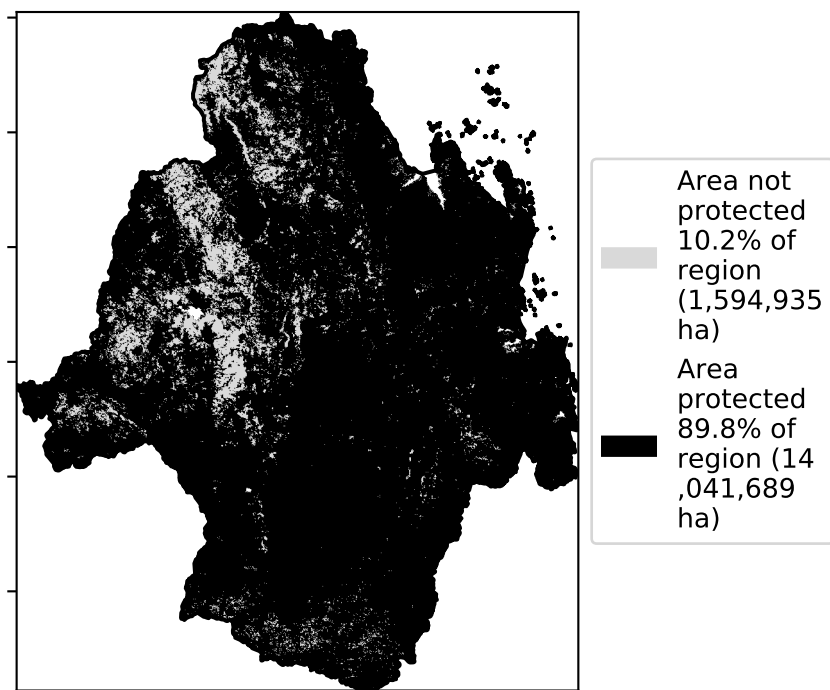 Area not
protected
10.2% of
region
(1,594,935
ha)
Area
protected
89.8% of
region (14
,041,689
ha)